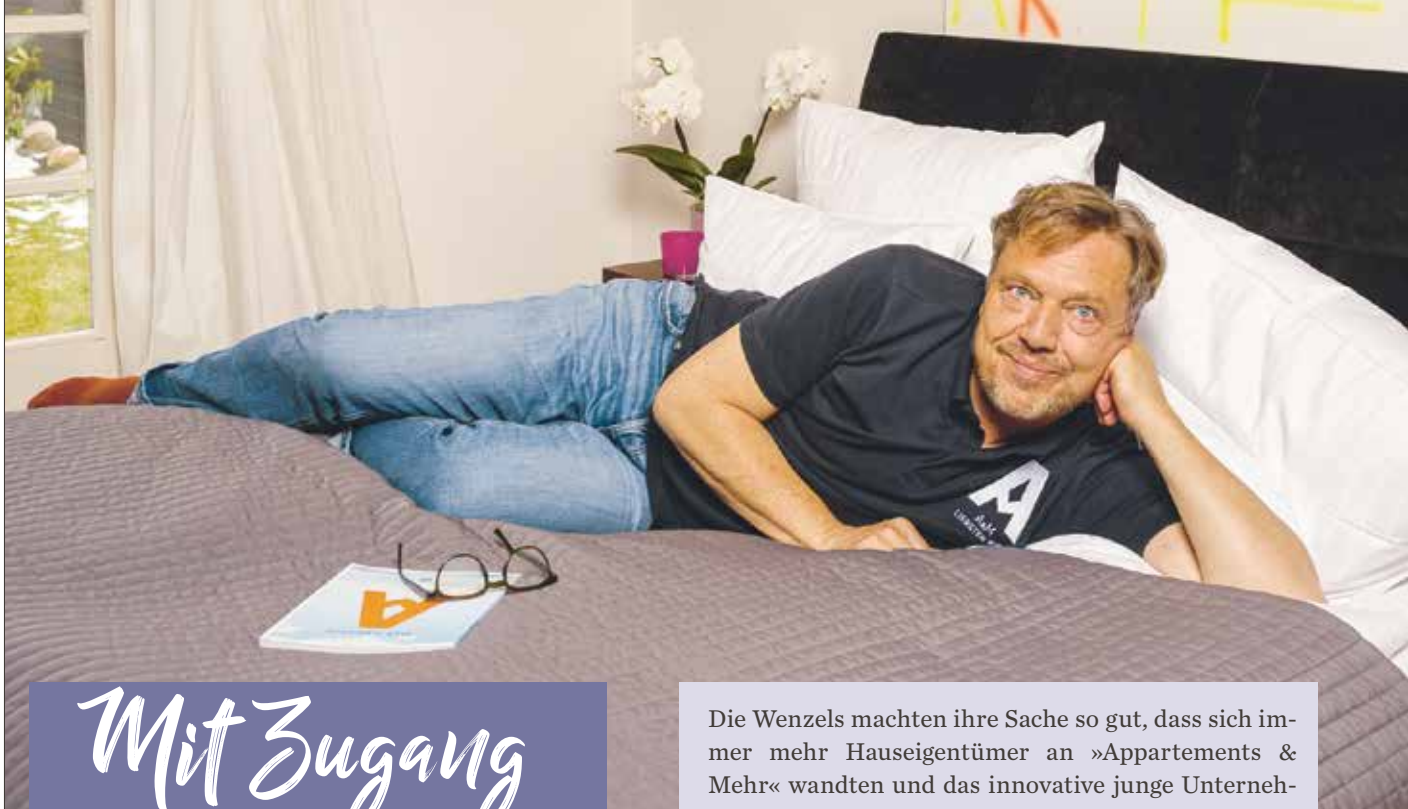 Mit Zugang
Die Wenzels machten ihre Sache so gut, dass sich im-
mer mehr Hauseigentümer an »Appartements &
Mehr« wandten und das innovative junge Unterneh-